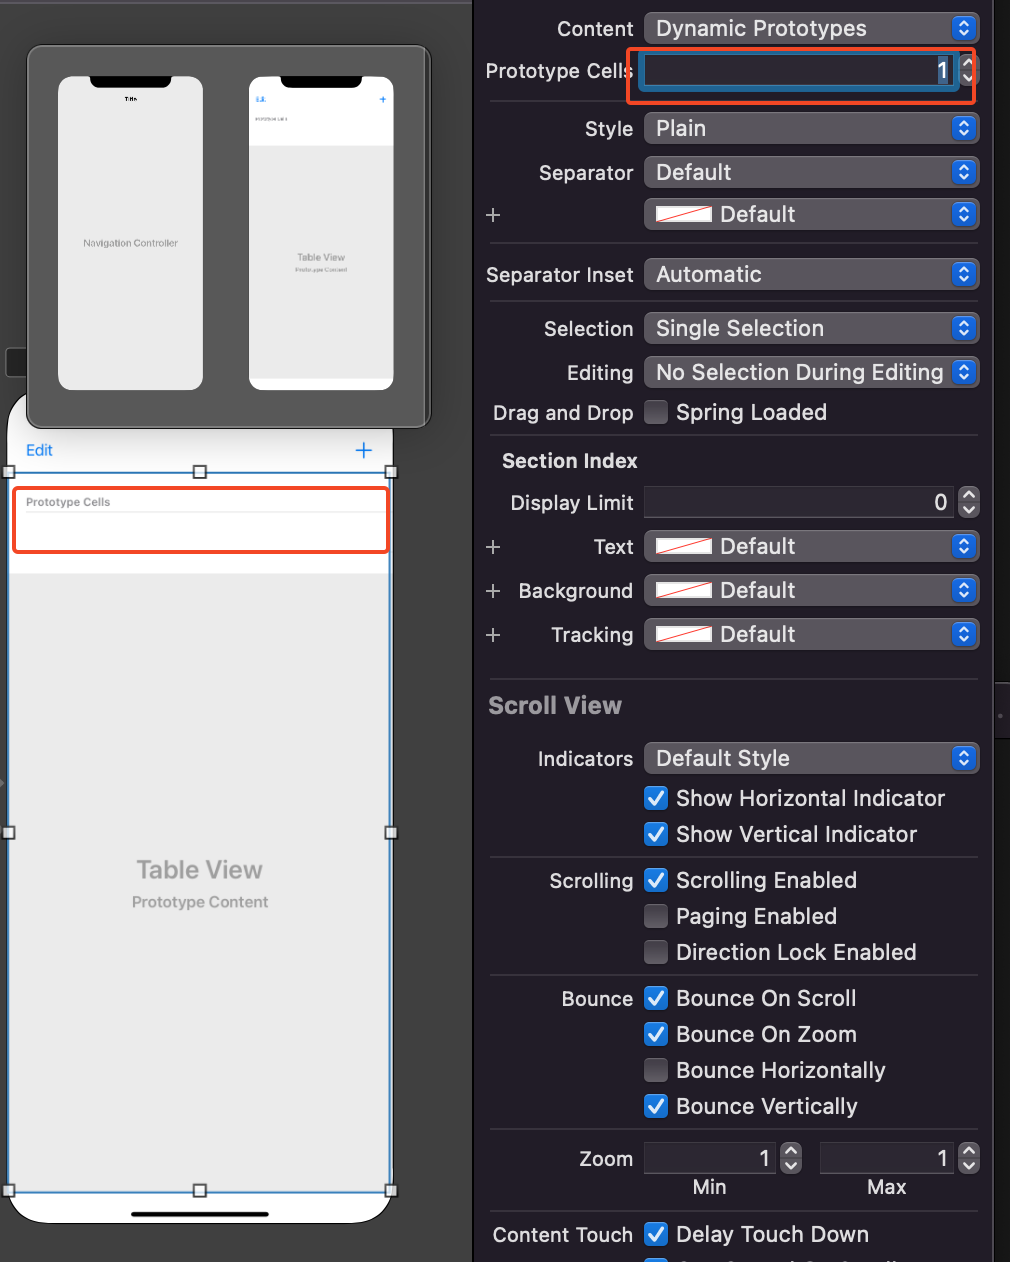 Title
Navigation Controller
Edit
+
Prototype Cells
Table View
Prototype Content
Edit
+
Prototype Cells
Table View
Prototype Content
Content Dynamic Prototypes
Prototype Cells 1
Style Plain
Separator Default
+ Default
Separator Inset Automatic
Selection Single Selection
Editing No Selection During Editing
Drag and Drop Spring Loaded
Section Index
Display Limit 0
+ Text Default
+ Background Default
+ Tracking Default
Scroll View
Indicators Default Style
Show Horizontal Indicator
Show Vertical Indicator
Scrolling Scrolling Enabled
Paging Enabled
Direction Lock Enabled
Bounce Bounce On Scroll
Bounce On Zoom
Bounce Horizontally
Bounce Vertically
Zoom 1 1
Min Max
Content Touch Delay Touch Down